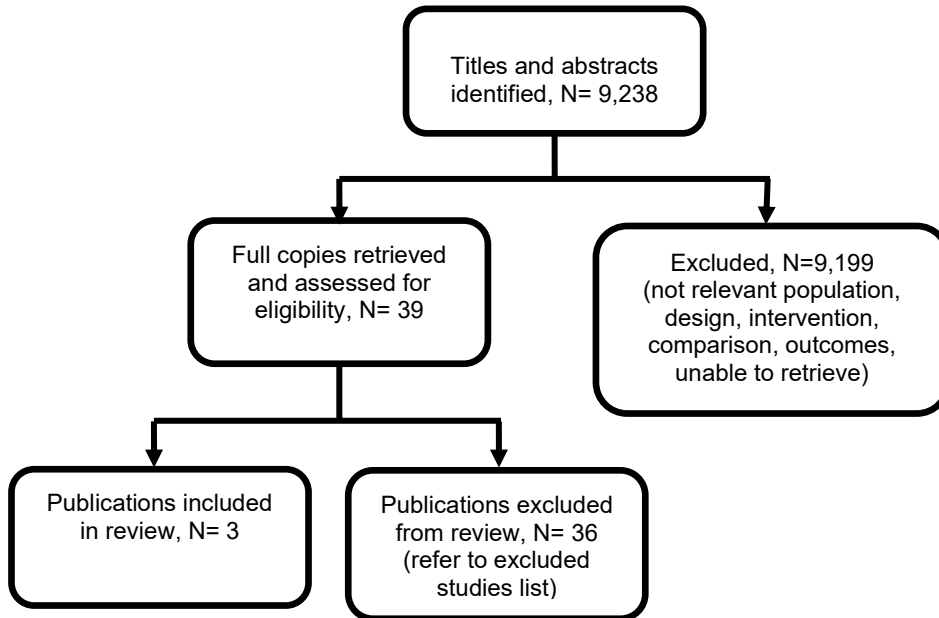 Titles and abstracts
identified, N= 9,238
Full copies retrieved
and assessed for
eligibility, N= 39
Excluded, N=9,199
(not relevant population,
design, intervention,
comparison, outcomes,
unable to retrieve)
Publications included
in review, N= 3
Publications excluded
from review, N= 36
(refer to excluded
studies list)